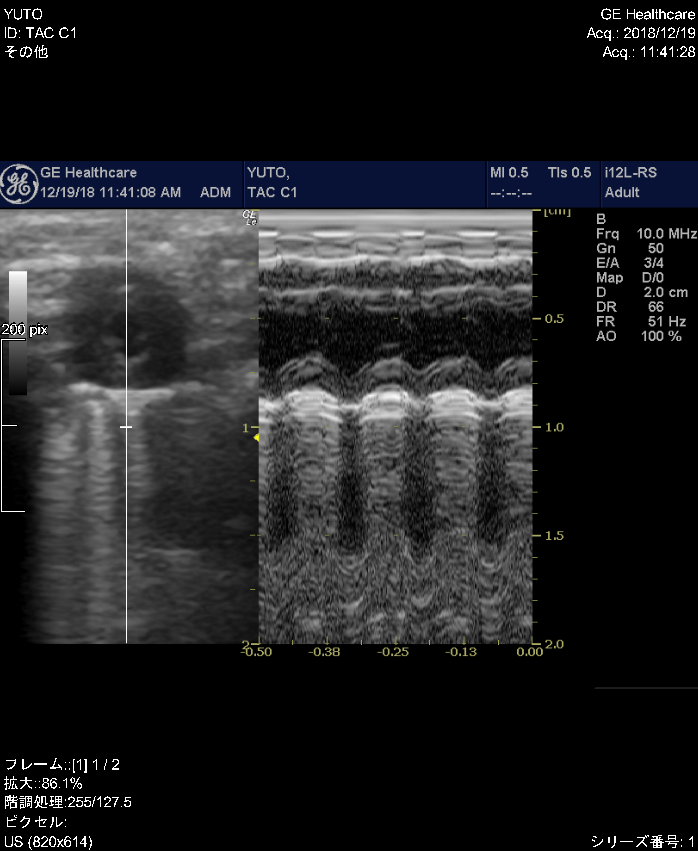 YUTO
ID: TAC C1
その他
GE Healthcare
Acq.: 2018/12/19
Acq.: 11:41:28
GE Healthcare
12/19/18 11:41:08 AM ADM
YUTO,
TAC C1
MI 0.5 TIs 0.5
--:--:--
i12L-RS
Adult
[cm]
B
Frq 10.0 MHz
Gn 50
E/A 3/4
Map D/0
D 2.0 cm
DR 66
FR 51 Hz
AO 100 %
200 pix
0.5
1
1.0
1.5
2
2.0
-0.50 -0.38 -0.25 -0.13 0.00
フレーム::[1] 1 / 2
拡大::86.1%
階調処理:255/127.5
ピクセル:
US (820x614)
シリーズ番号: 1